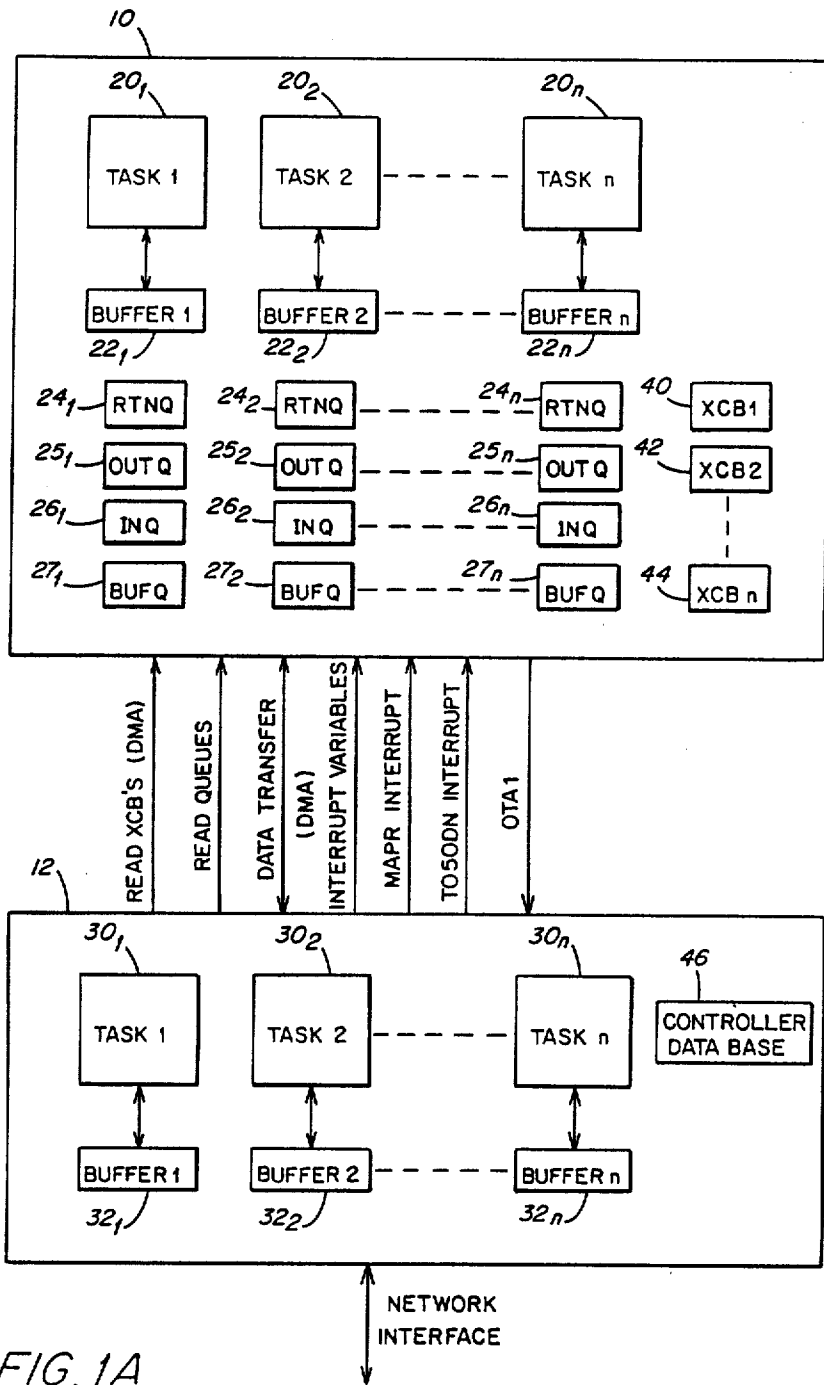 10
20₁ 20₂ 20ₙ
TASK 1 TASK 2 TASK n
BUFFER 1 BUFFER 2 BUFFER n
22₁ 22₂ 22ₙ
24₁ RTNQ 24₂ RTNQ 24ₙ RTNQ 40 XCB1
25₁ OUTQ 25₂ OUTQ 25ₙ OUTQ 42 XCB2
26₁ INQ 26₂ INQ 26ₙ INQ
27₁ BUFQ 27₂ BUFQ 27ₙ BUFQ 44 XCBn
READ XCB'S (DMA)
READ QUEUES
DATA TRANSFER
(DMA)
INTERRUPT VARIABLES
MAPR INTERRUPT
TO50DN INTERRUPT
OTA1
12
30₁ 30₂ 30ₙ 46
TASK 1 TASK 2 TASK n CONTROLLER
DATA BASE
BUFFER 1 BUFFER 2 BUFFER n
32₁ 32₂ 32ₙ
NETWORK
INTERFACE
FIG. 1A